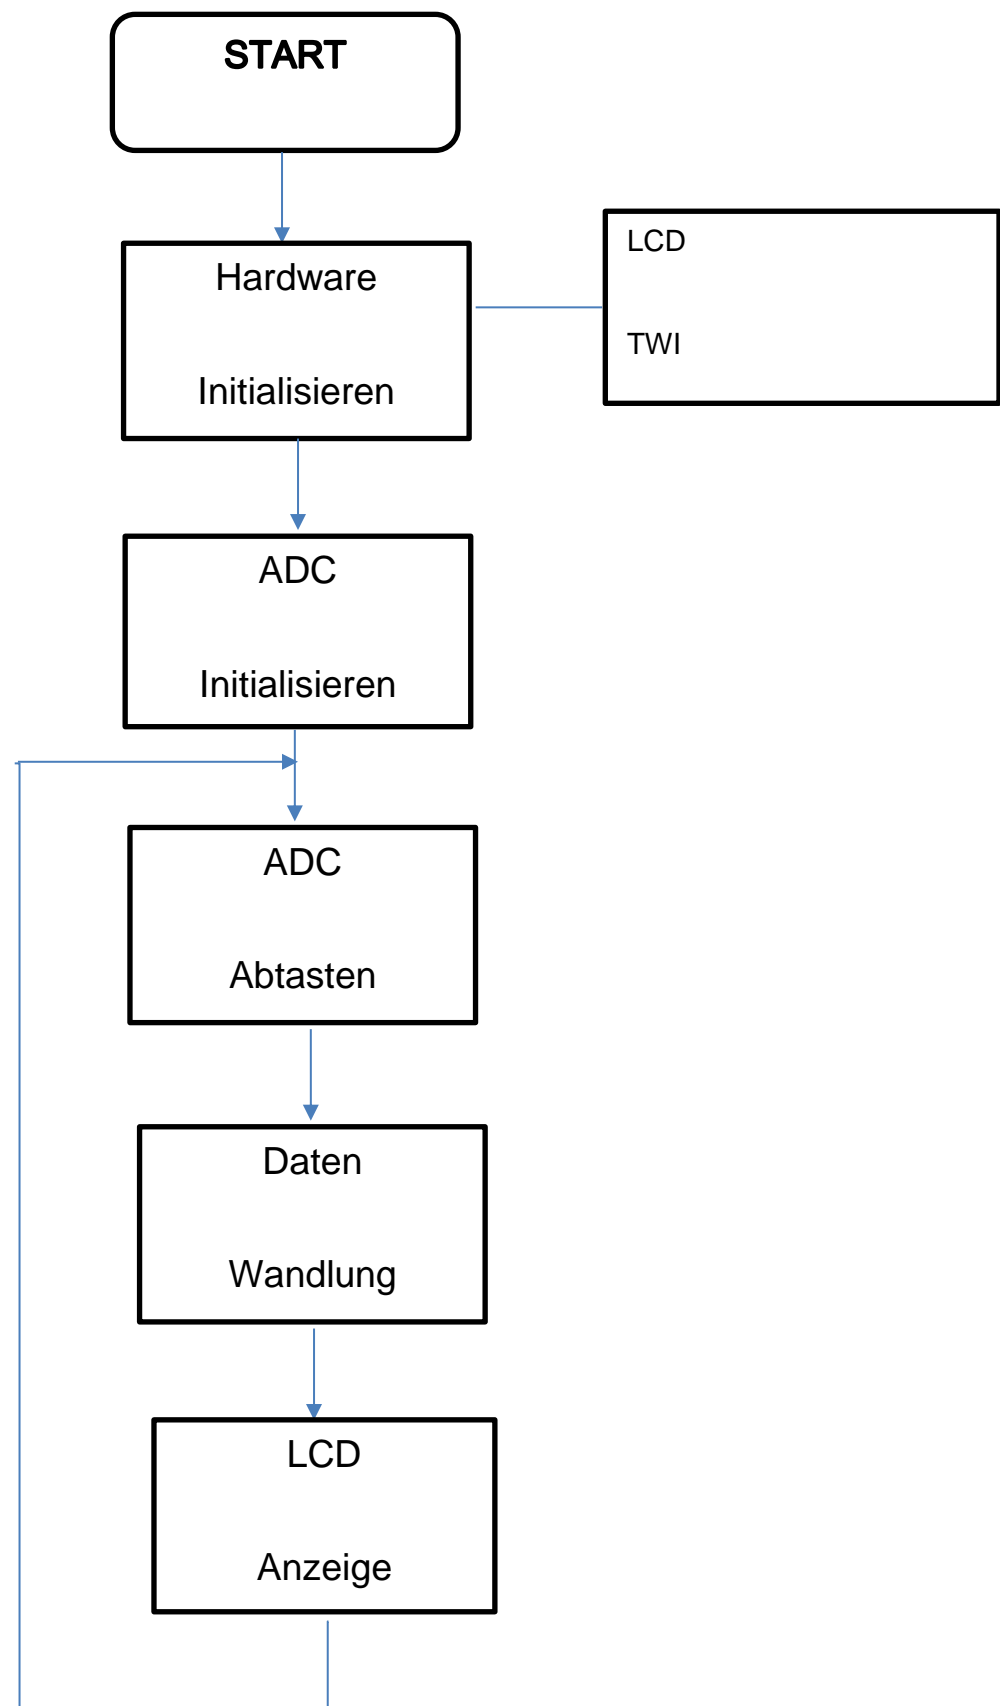 START
Hardware
Initialisieren
LCD
TWI
ADC
Initialisieren
ADC
Abtasten
Daten
Wandlung
LCD
Anzeige